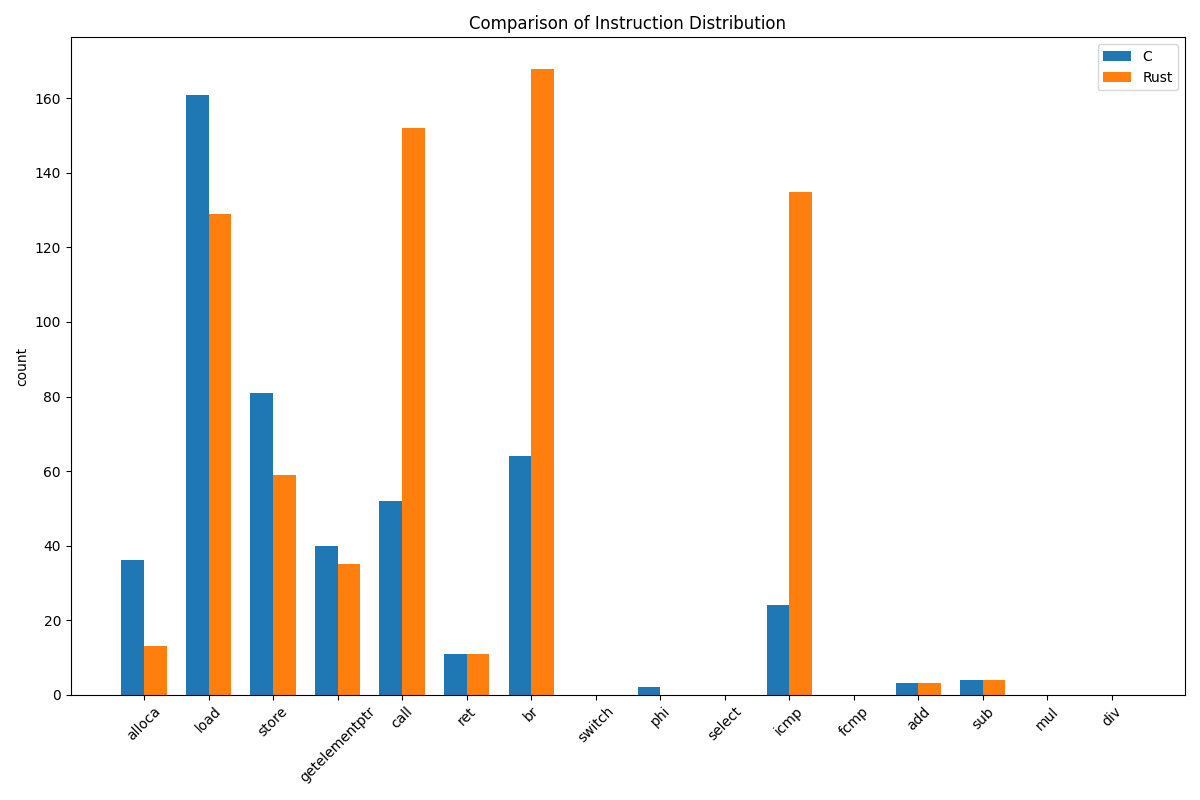 Comparison of Instruction Distribution
C
Rust
count
160
140
120
100
80
60
40
20
0
alloca
load
store
getelementptr
call
ret
br
switch
phi
select
icmp
fcmp
add
sub
mul
div